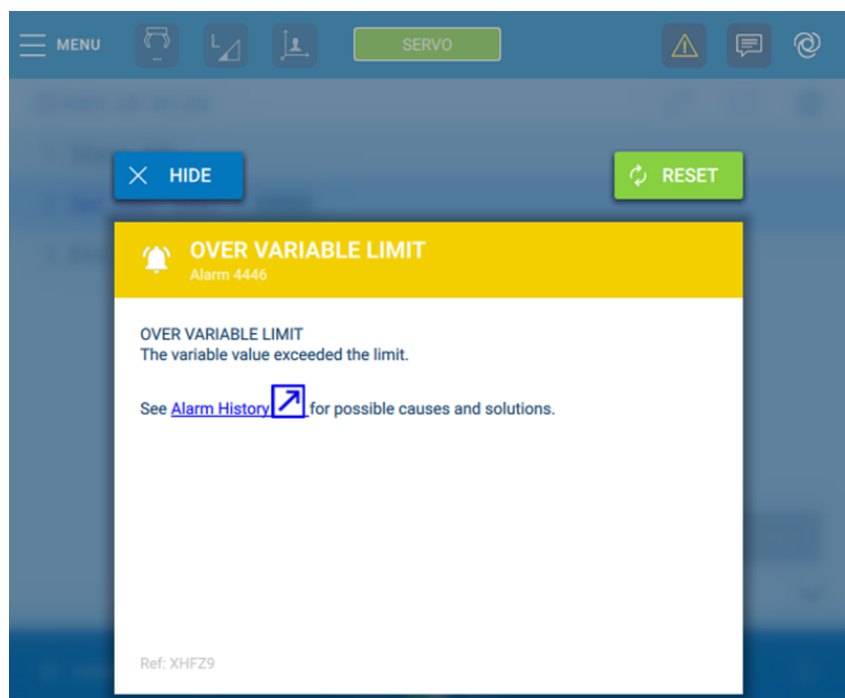 MENU
SERVO
HIDE
RESET
OVER VARIABLE LIMIT
Alarm 4446
OVER VARIABLE LIMIT
The variable value exceeded the limit.
See Alarm History for possible causes and solutions.
Ref: XHFZ9